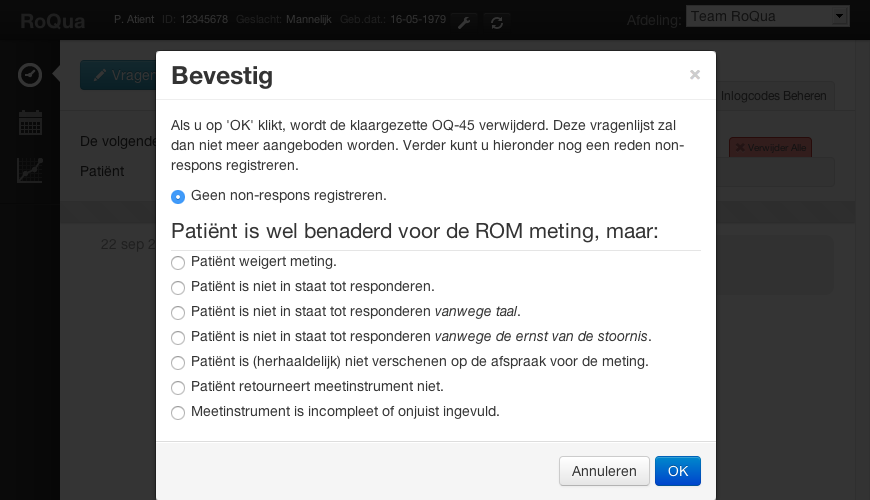 RoQua P. Atient ID: 12345678 Geslacht: Mannelijk Geb.dat.: 16-05-1979 Afdeling: Team RoQua
Vragen
Inlogcodes Beheren
De volgende
Verwijder Alle
Patiënt
22 sep 2
Bevestig
×
Als u op 'OK' klikt, wordt de klaargezette OQ-45 verwijderd. Deze vragenlijst zal
dan niet meer aangeboden worden. Verder kunt u hieronder nog een reden non-
respons registreren.
Geen non-respons registreren.
Patiënt is wel benaderd voor de ROM meting, maar:
Patiënt weigert meting.
Patiënt is niet in staat tot responderen.
Patiënt is niet in staat tot responderen vanwege taal.
Patiënt is niet in staat tot responderen vanwege de ernst van de stoornis.
Patiënt is (herhaaldelijk) niet verschenen op de afspraak voor de meting.
Patiënt retourneert meetinstrument niet.
Meetinstrument is incompleet of onjuist ingevuld.
Annuleren OK